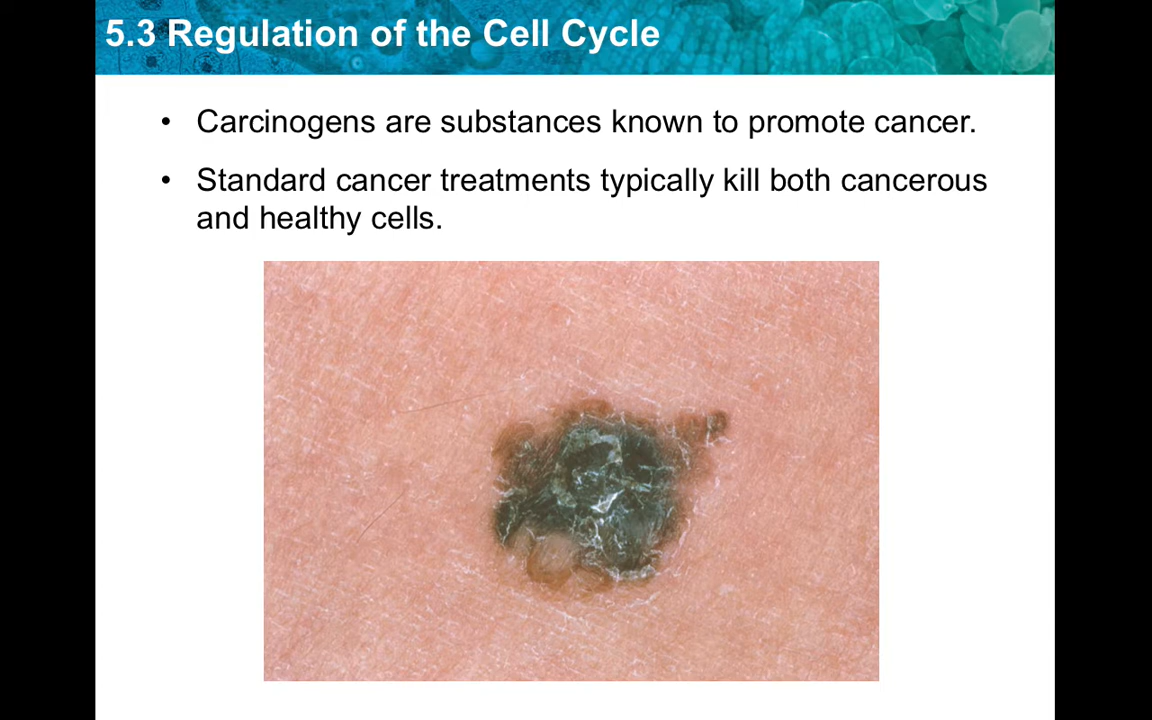 5.3 Regulation of the Cell Cycle
• Carcinogens are substances known to promote cancer.
• Standard cancer treatments typically kill both cancerous
and healthy cells.